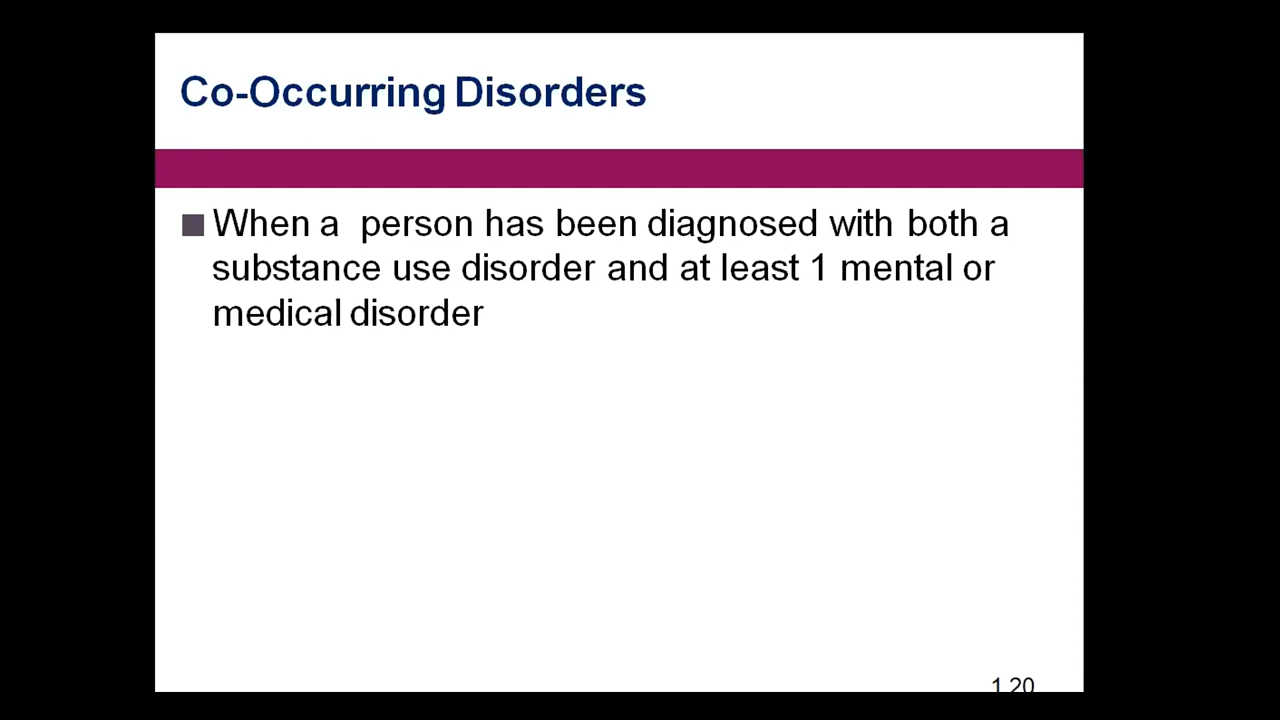 Co-Occurring Disorders
When a person has been diagnosed with both a
substance use disorder and at least 1 mental or
medical disorder
1.20